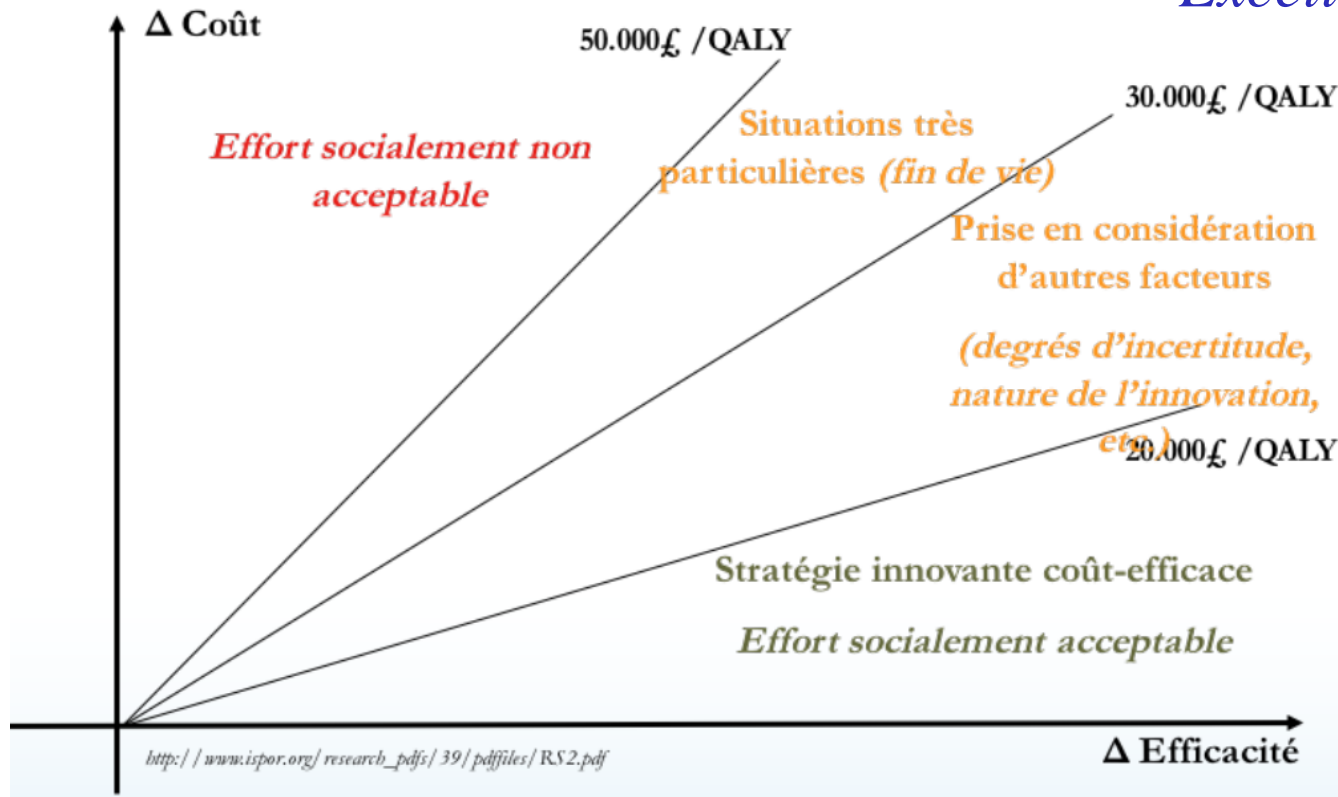 Δ Coût
50.000£ /QALY
30.000£ /QALY
Effort socialement non
acceptable
Situations très
particulières (fin de vie)
Prise en considération
d'autres facteurs
(degrés d'incertitude,
nature de l'innovation,
etc.)
20.000£ /QALY
Stratégie innovante coût-efficace
Effort socialement acceptable
Δ Efficacité
http://www.ispor.org/research_pdfs/39/pdffiles/RS2.pdf